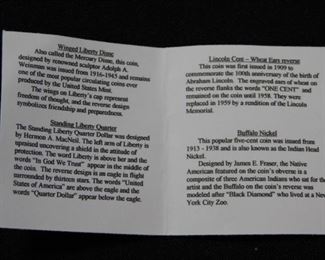 Winged Liberty Dime
Also called the Mercury Dime, this coin,
designed by renowned sculptor Adolph A.
Weinman was issued from 1916-1945 and remains
one of the most popular circulating coins ever
produced by the United States Mint.
The wings on Liberty's cap represent
freedom of thought, and the reverse design
symbolizes friendship and preparedness.
Standing Liberty Quarter
The Standing Liberty Quarter Dollar was designed
by Hermon A. MacNeil. The left arm of Liberty is
upraised uncovering a shield in the attitude of
protection. The word Liberty is above her and the
words "In God We Trust" appear in the middle of
the coin. The reverse design is an eagle in flight
surrounded by thirteen stars. The words "United
States of America" are above the eagle and the
words "Quarter Dollar" appear below the eagle.
Lincoln Cent – Wheat Ears reverse
This coin was first issued in 1909 to
commemorate the 100th anniversary of the birth of
Abraham Lincoln. The engraved ears of wheat on
the reverse flanks the words "ONE CENT" and
remained on the coin until 1958. They were
replaced in 1959 by a rendition of the Lincoln
Memorial.
Buffalo Nickel
This popular five-cent coin was issued from
1913 - 1938 and is also known as the Indian Head
Nickel.
Designed by James E. Fraser, the Native
American featured on the coin's obverse is a
composite of three American Indians who sat for the
artist and the Buffalo on the coin's reverse was
modeled after "Black Diamond" who lived at a New
York City Zoo.